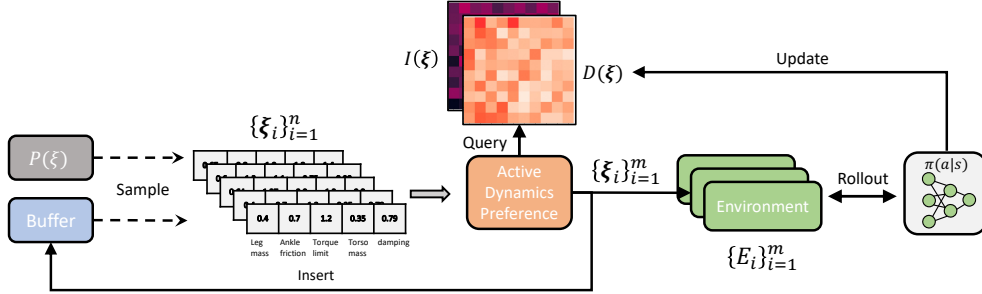 I(ξ)
D(ξ)
Update
{ξ_i}_{i=1}^n
P(ξ)
Query
π(a|s)
Sample
Active
Dynamics
Preference
{ξ_i}_{i=1}^m
Rollout
Buffer
0.4 0.7 1.2 0.35 0.79
Environment
Leg
mass
Ankle
friction
Torque
limit
Torso
mass
damping
{E_i}_{i=1}^m
Insert